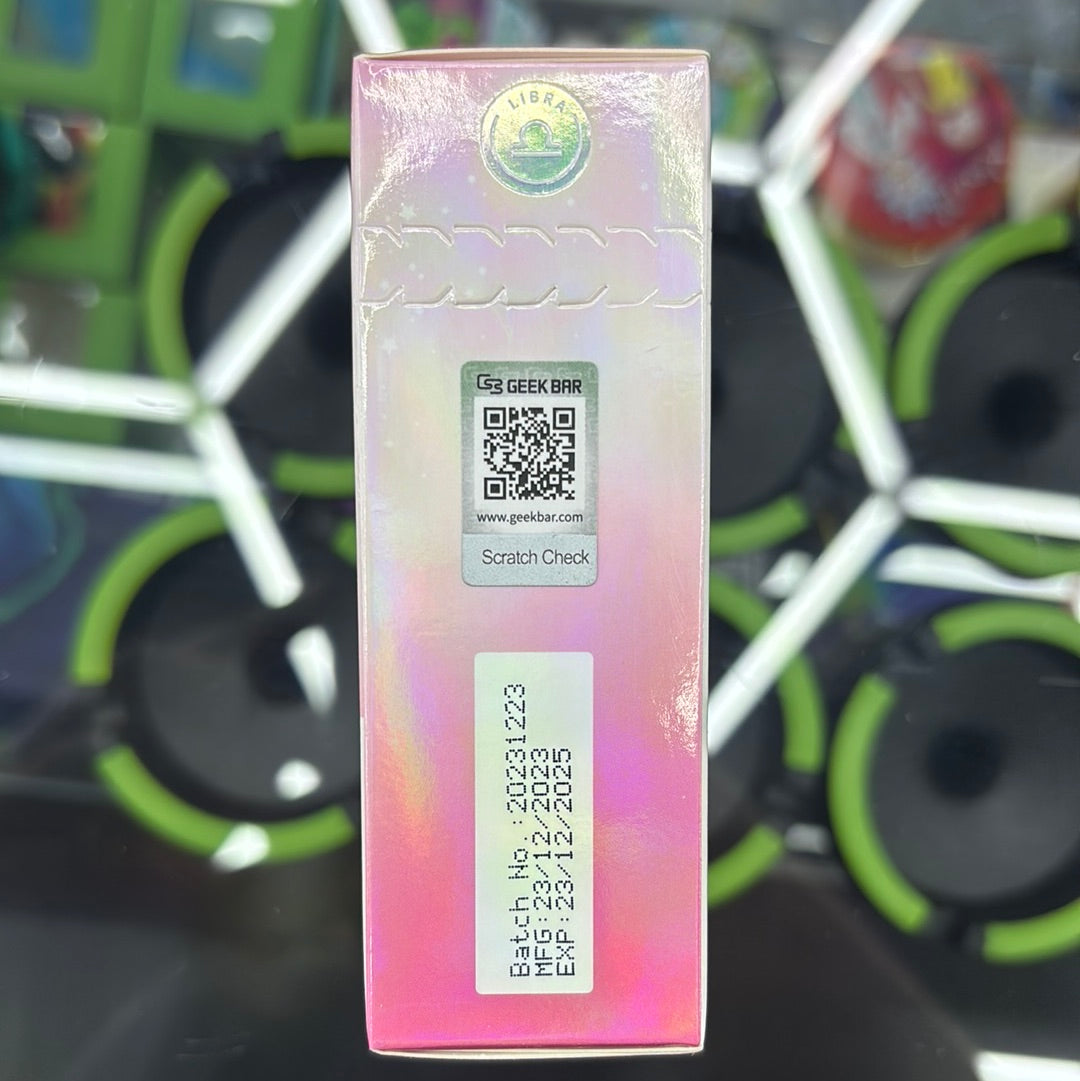 LIBRA
GEEK BAR
www.geekbar.com
Scratch Check
Batch No.:20231223
MFG:23/12/2023
EXP:23/12/2025